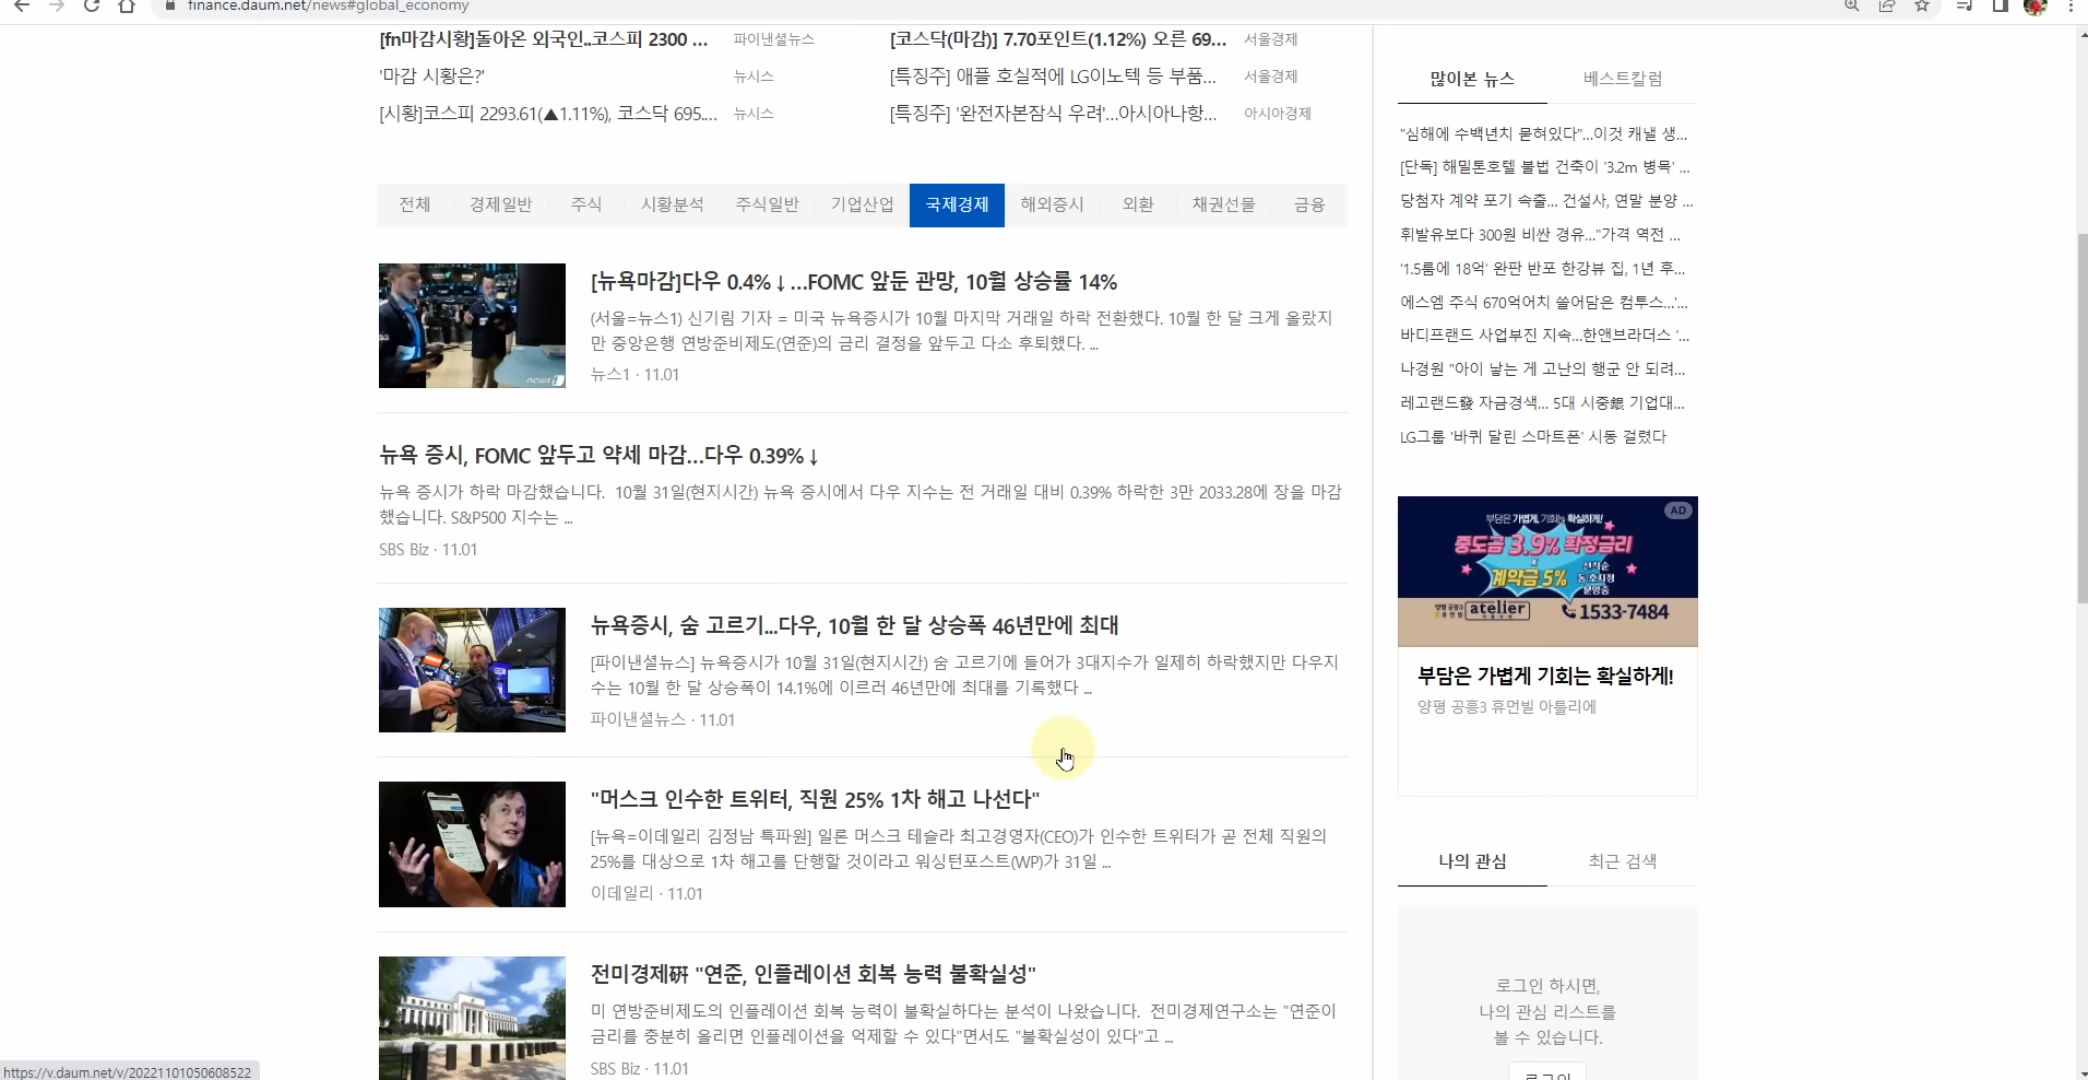 finance.daum.net/news#global_economy
[fn마감시황]돌아온 외국인..코스피 2300 ... 파이낸셜뉴스
'마감 시황은?' 뉴시스
[시황]코스피 2293.61(▲1.11%), 코스닥 695.... 뉴시스
[코스닥(마감)] 7.70포인트(1.12%) 오른 69... 서울경제
[특징주] 애플 호실적에 LG이노텍 등 부품... 서울경제
[특징주] '완전자본잠식 우려'...아시아나항... 아시아경제
전체 경제일반 주식 시황분석 주식일반 기업산업 국제경제 해외증시 외환 채권선물 금융
[뉴욕마감]다우 0.4%↓...FOMC 앞둔 관망, 10월 상승률 14%
(서울=뉴스1) 신기림 기자 = 미국 뉴욕증시가 10월 마지막 거래일 하락 전환했다. 10월 한 달 크게 올랐지
만 중앙은행 연방준비제도(연준)의 금리 결정을 앞두고 다소 후퇴했다. ...
뉴스1 · 11.01
news1
뉴욕 증시, FOMC 앞두고 약세 마감...다우 0.39%↓
뉴욕 증시가 하락 마감했습니다. 10월 31일(현지시간) 뉴욕 증시에서 다우 지수는 전 거래일 대비 0.39% 하락한 3만 2033.28에 장을 마감
했습니다. S&P500 지수는 ...
SBS Biz · 11.01
뉴욕증시, 숨 고르기...다우, 10월 한 달 상승폭 46년만에 최대
[파이낸셜뉴스] 뉴욕증시가 10월 31일(현지시간) 숨 고르기에 들어가 3대지수가 일제히 하락했지만 다우지
수는 10월 한 달 상승폭이 14.1%에 이르러 46년만에 최대를 기록했다 ...
파이낸셜뉴스 · 11.01
"머스크 인수한 트위터, 직원 25% 1차 해고 나선다"
[뉴욕=이데일리 김정남 특파원] 일론 머스크 테슬라 최고경영자(CEO)가 인수한 트위터가 곧 전체 직원의
25%를 대상으로 1차 해고를 단행할 것이라고 워싱턴포스트(WP)가 31일 ...
이데일리 · 11.01
전미경제硏 "연준, 인플레이션 회복 능력 불확실성"
미 연방준비제도의 인플레이션 회복 능력이 불확실하다는 분석이 나왔습니다. 전미경제연구소는 "연준이
금리를 충분히 올리면 인플레이션을 억제할 수 있다"면서도 "불확실성이 있다"고 ...
SBS Biz · 11.01
많이본 뉴스 베스트칼럼
"심해에 수백년치 묻혀있다"...이것 캐낼 생...
[단독] 해밀톤호텔 불법 건축이 '3.2m 병목' ...
당첨자 계약 포기 속출... 건설사, 연말 분양 ...
휘발유보다 300원 비싼 경유..."가격 역전 ...
'1.5룸에 18억' 완판 반포 한강뷰 집, 1년 후...
에스엠 주식 670억어치 쓸어담은 컴투스...'...
바디프랜드 사업부진 지속...한앤브라더스 '...
나경원 "아이 낳는 게 고난의 행군 안 되려...
레고랜드發 자금경색... 5대 시중銀 기업대...
LG그룹 '바퀴 달린 스마트폰' 시동 걸렸다
AD
부담은 가볍게, 기회는 확실하게!
중도금 3.9% 확정금리
계약금 5%
선착순
동·호지정
분양중
atelier 1533-7484
부담은 가볍게 기회는 확실하게!
양평 공흥3 휴먼빌 아틀리에
나의 관심 최근 검색
로그인 하시면,
나의 관심 리스트를
볼 수 있습니다.
로그인
https://v.daum.net/v/20221101050608522